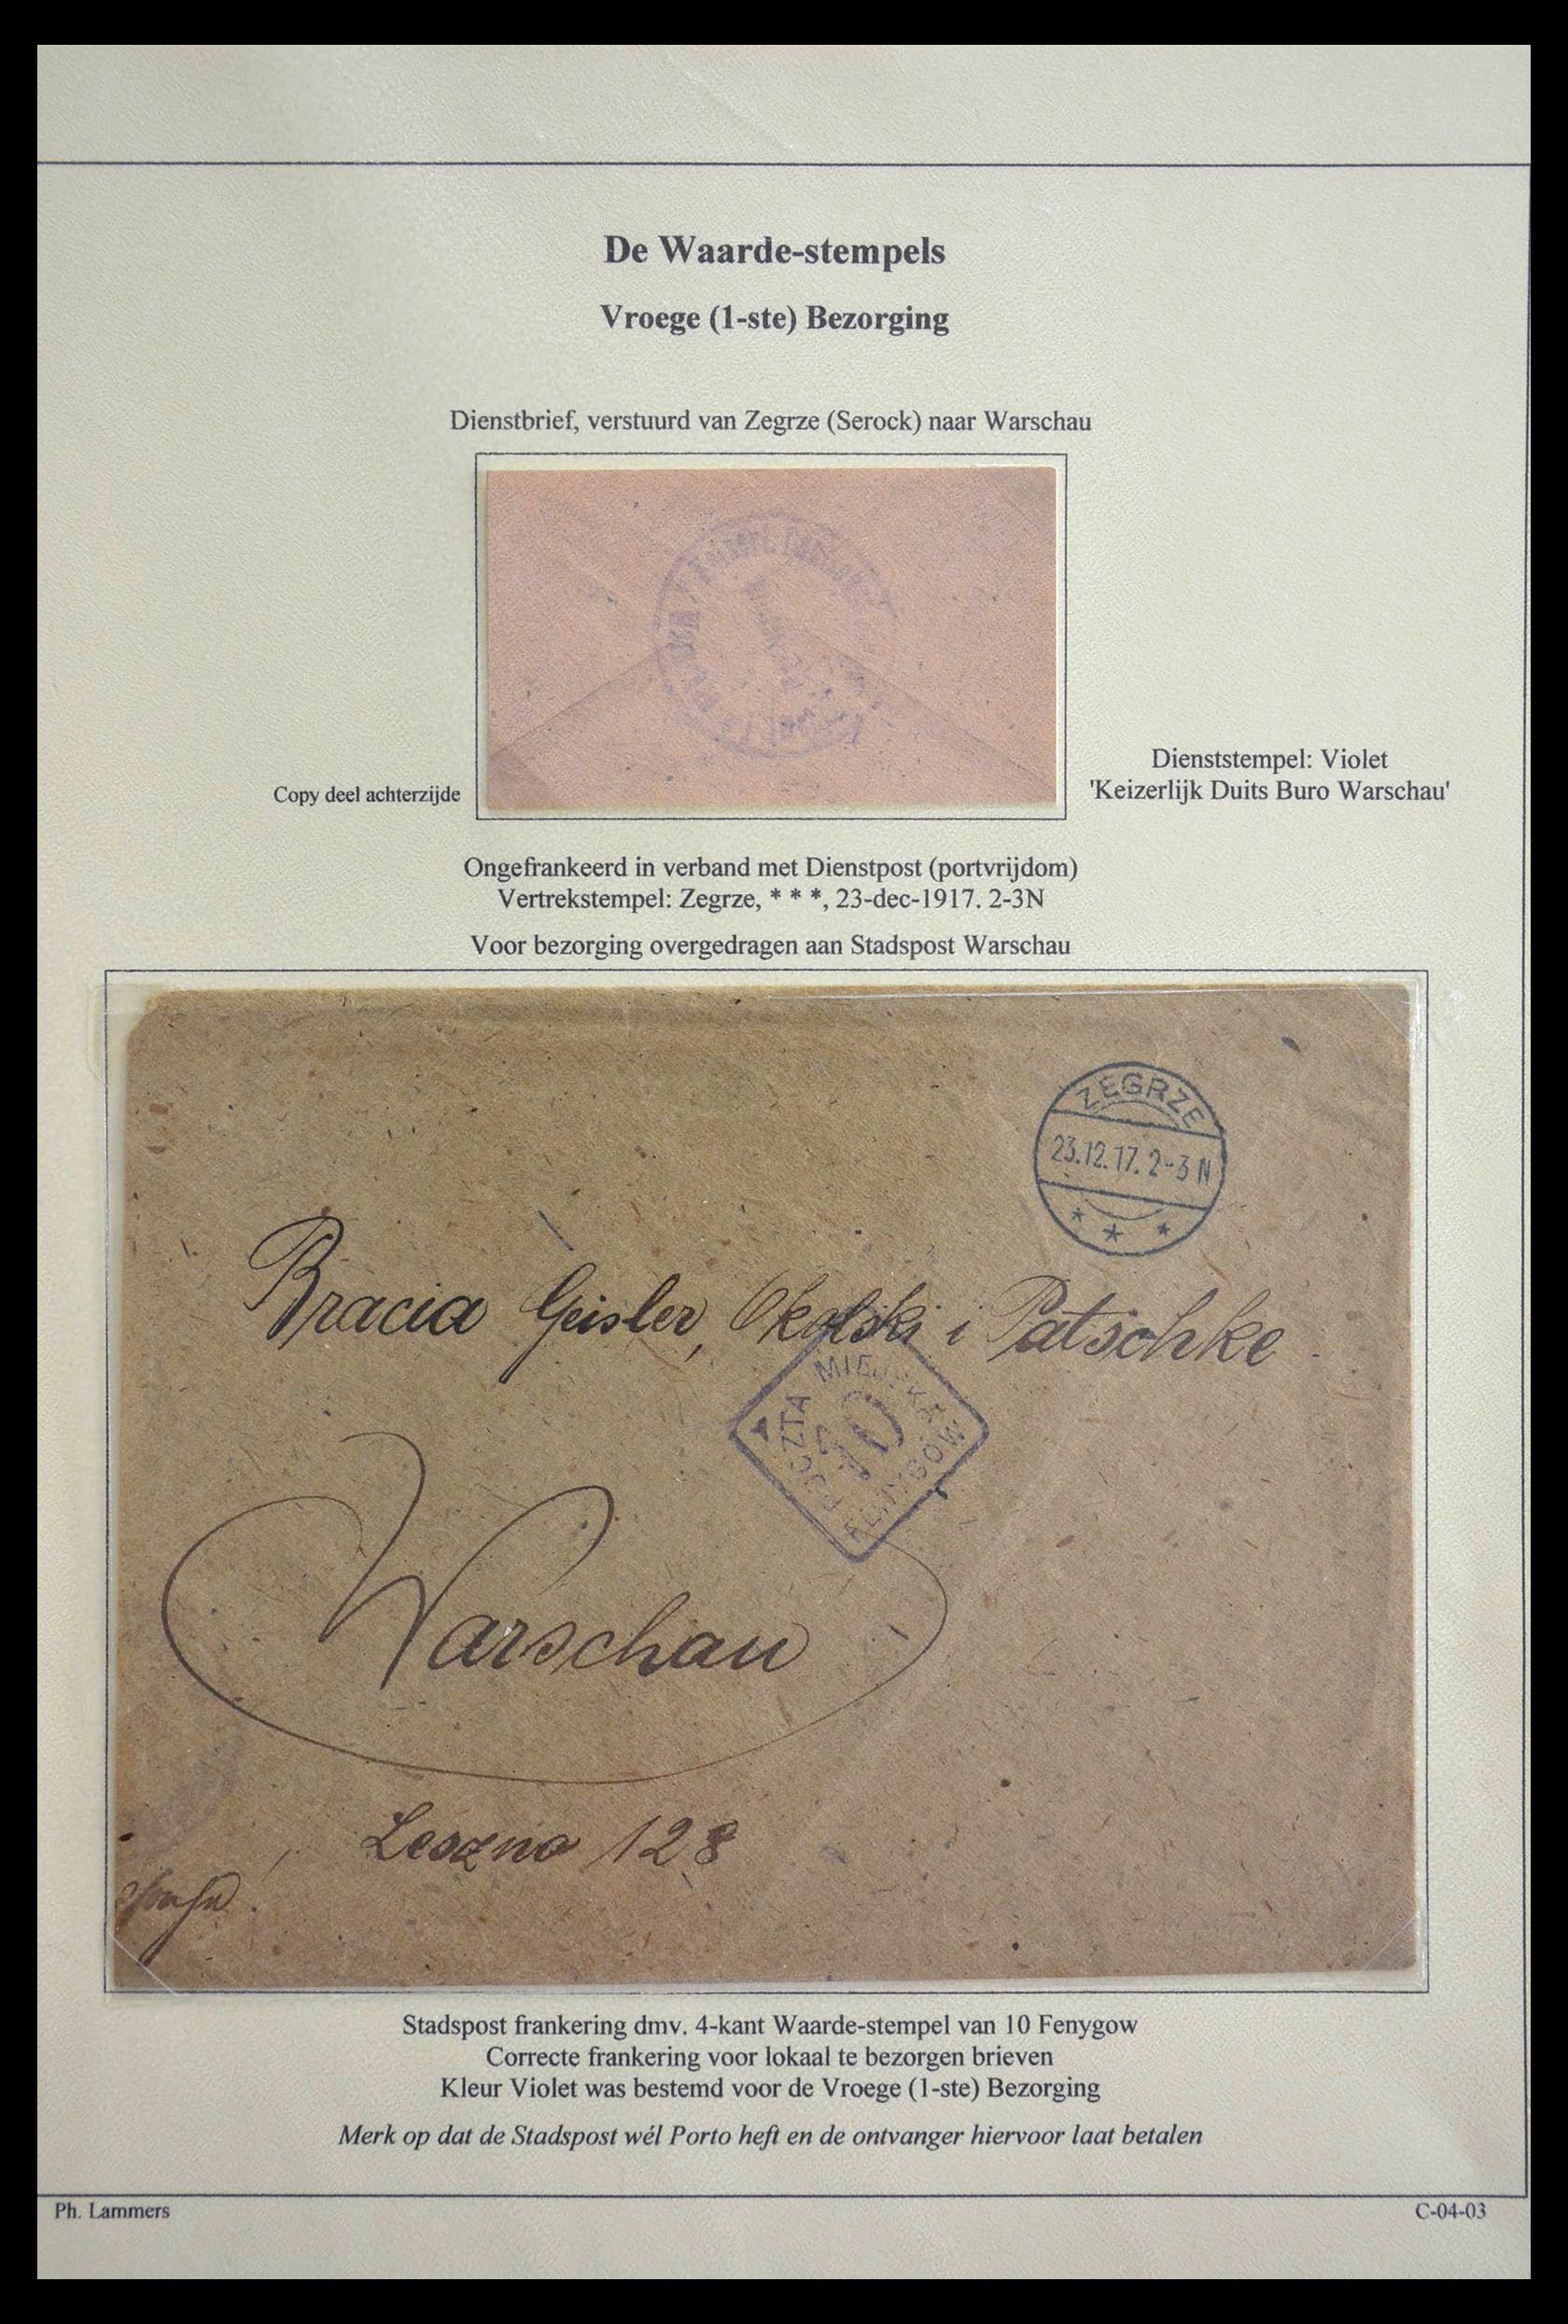 De Waarde-stempels
Vroege (1-ste) Bezorging
Dienstbrief, verstuurd van Zegrze (Serock) naar Warschau
Copy deel achterzijde
Dienststempel: Violet
'Keizerlijk Duits Buro Warschau'
Ongefrankeerd in verband met Dienstpost (portvrijdom)
Vertrekstempel: Zegrze, * * *, 23-dec-1917. 2-3N
Voor bezorging overgedragen aan Stadspost Warschau
ZEGRZE
23.12.17. 2-3 N
* * *
Bracia Geisler, Okolski i Patschke
POCZTA MIEJSKA W
10
FENYGOW
Warschau
Leszno 128
Stadspost frankering dmv. 4-kant Waarde-stempel van 10 Fenygow
Correcte frankering voor lokaal te bezorgen brieven
Kleur Violet was bestemd voor de Vroege (1-ste) Bezorging
Merk op dat de Stadspost wél Porto heft en de ontvanger hiervoor laat betalen
Ph. Lammers
C-04-03